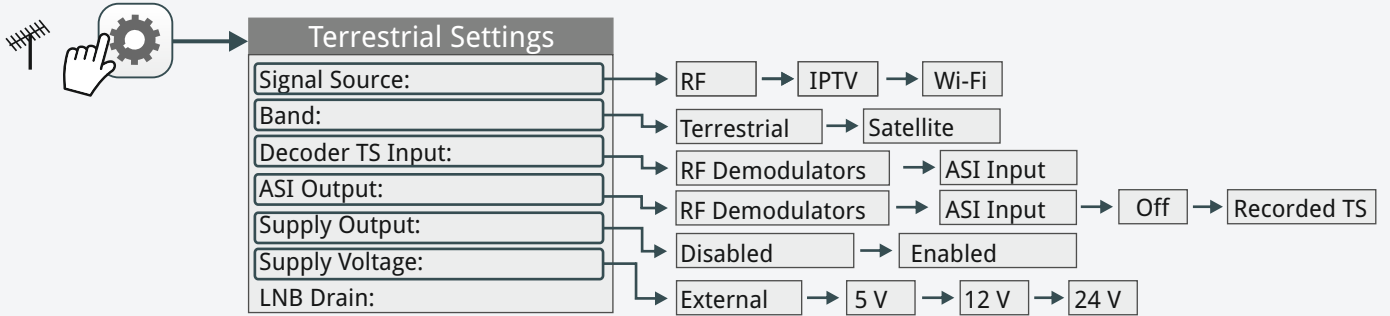 Terrestrial Settings
Signal Source: RF IPTV Wi-Fi
Band: Terrestrial Satellite
Decoder TS Input: RF Demodulators ASI Input
ASI Output: RF Demodulators ASI Input Off Recorded TS
Supply Output: Disabled Enabled
Supply Voltage: External 5 V 12 V 24 V
LNB Drain: